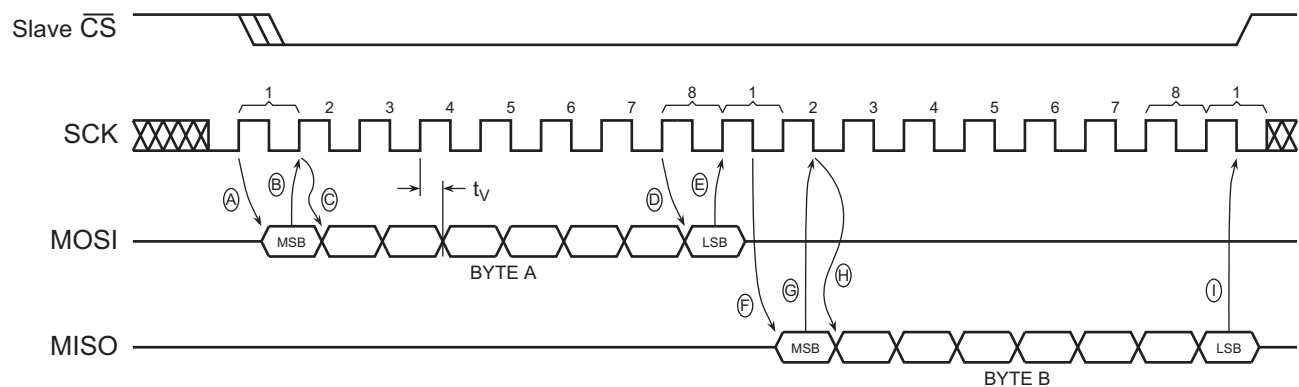 Slave CS
1 2 3 4 5 6 7 8 1 2 3 4 5 6 7 8 1
SCK
A B C D E tV
MOSI MSB LSB
BYTE A
F G H I
MISO MSB LSB
BYTE B